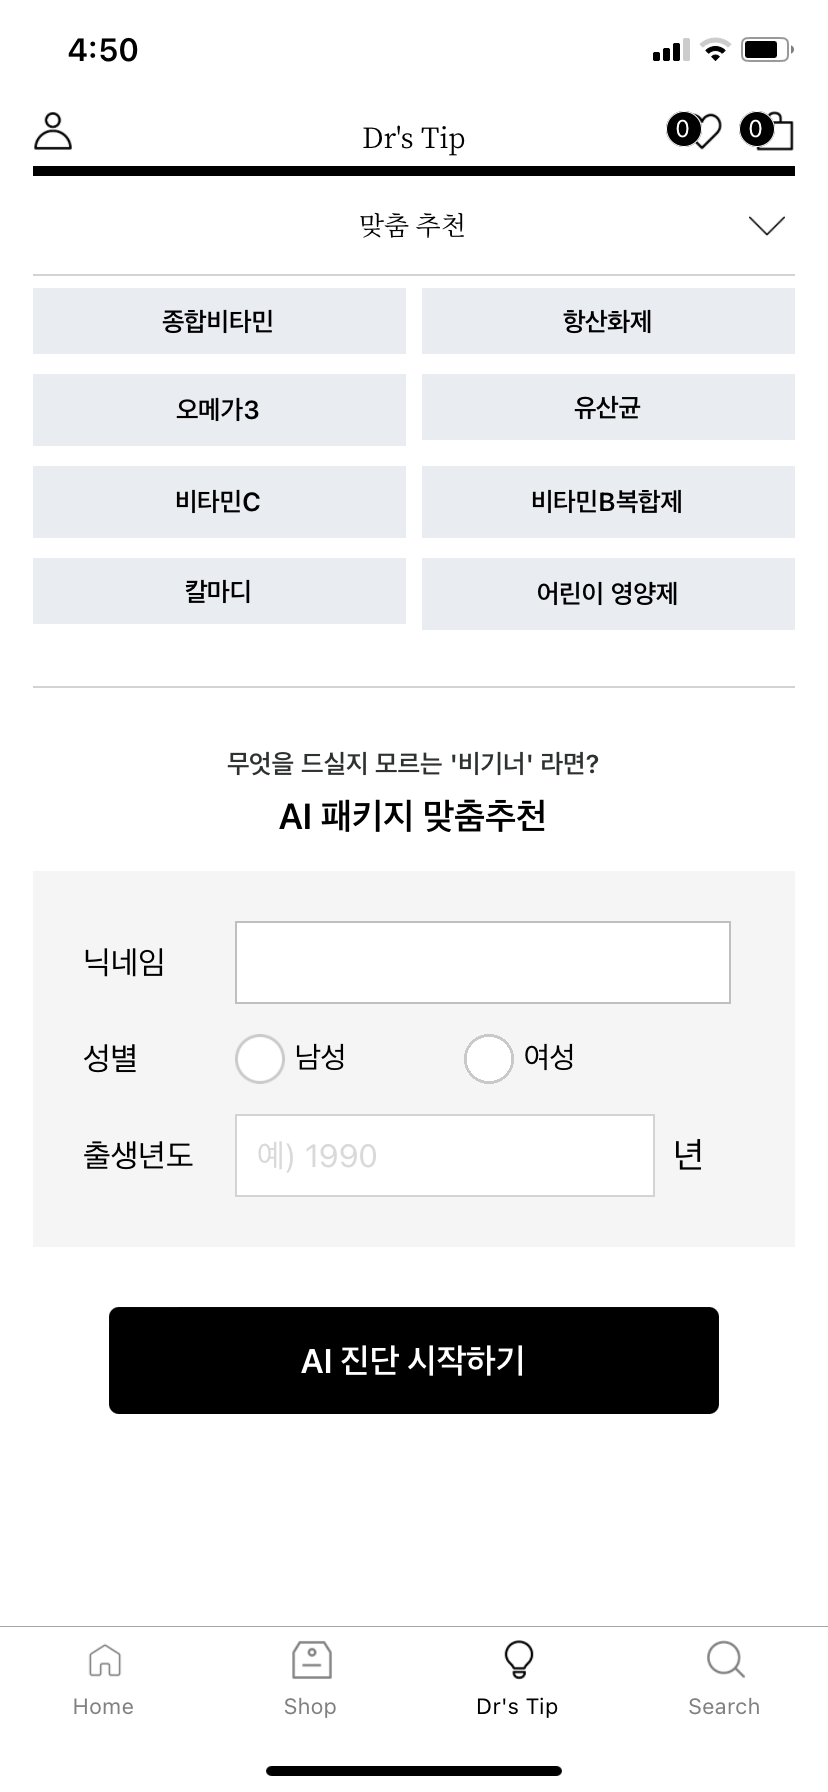 4:50
Dr's Tip
0
0
맞춤 추천
종합비타민
항산화제
오메가3
유산균
비타민C
비타민B복합제
칼마디
어린이 영양제
무엇을 드실지 모르는 '비기너' 라면?
AI 패키지 맞춤추천
닉네임
성별
남성
여성
출생년도
예) 1990
년
AI 진단 시작하기
Home
Shop
Dr's Tip
Search